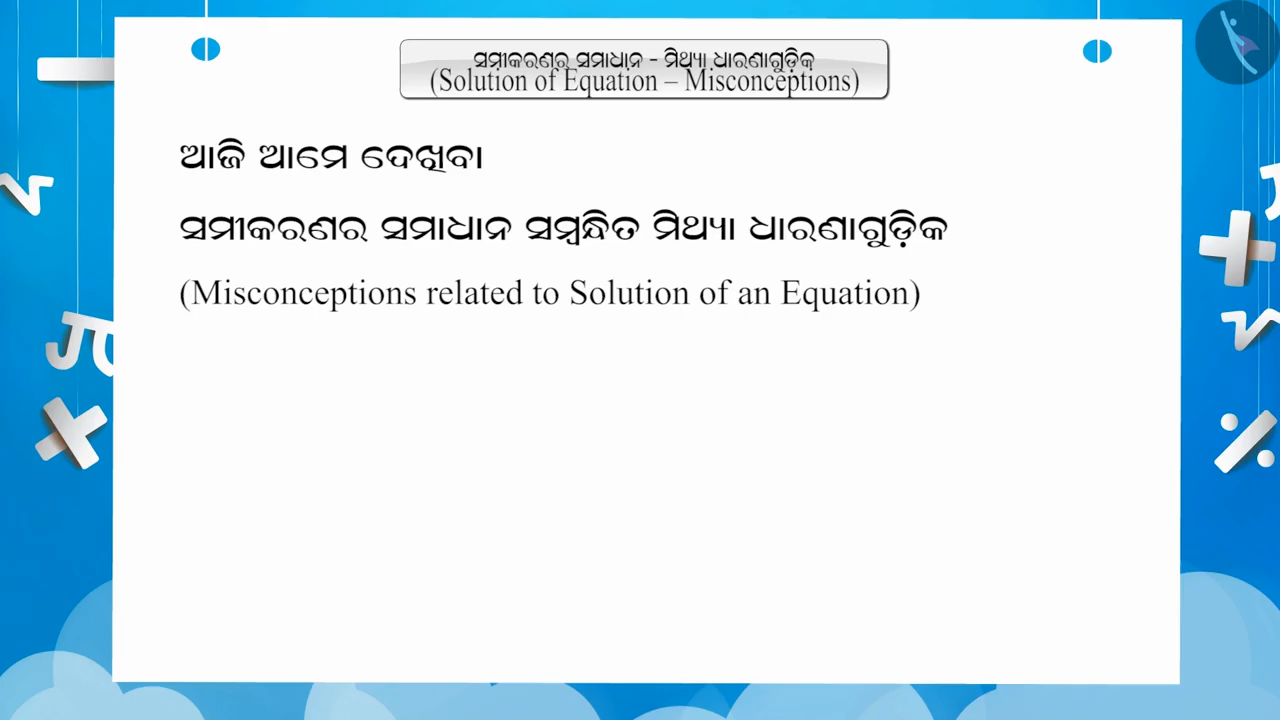 ସମୀକରଣର ସମାଧାନ - ମିଥ୍ୟା ଧାରଣାଗୁଡ଼ିକ
(Solution of Equation – Misconceptions)
ଆଜି ଆମେ ଦେଖିବା
ସମୀକରଣର ସମାଧାନ ସମ୍ବନ୍ଧିତ ମିଥ୍ୟା ଧାରଣାଗୁଡ଼ିକ
(Misconceptions related to Solution of an Equation)